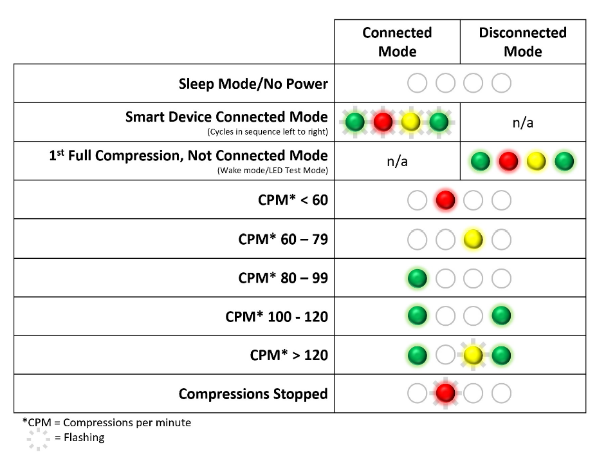 Connected Mode
Disconnected Mode
Sleep Mode/No Power
Smart Device Connected Mode
(Cycles in sequence left to right)
n/a
1st Full Compression, Not Connected Mode
(Wake mode/LED Test Mode)
n/a
CPM* < 60
CPM* 60 – 79
CPM* 80 – 99
CPM* 100 - 120
CPM* > 120
Compressions Stopped
*CPM = Compressions per minute
= Flashing